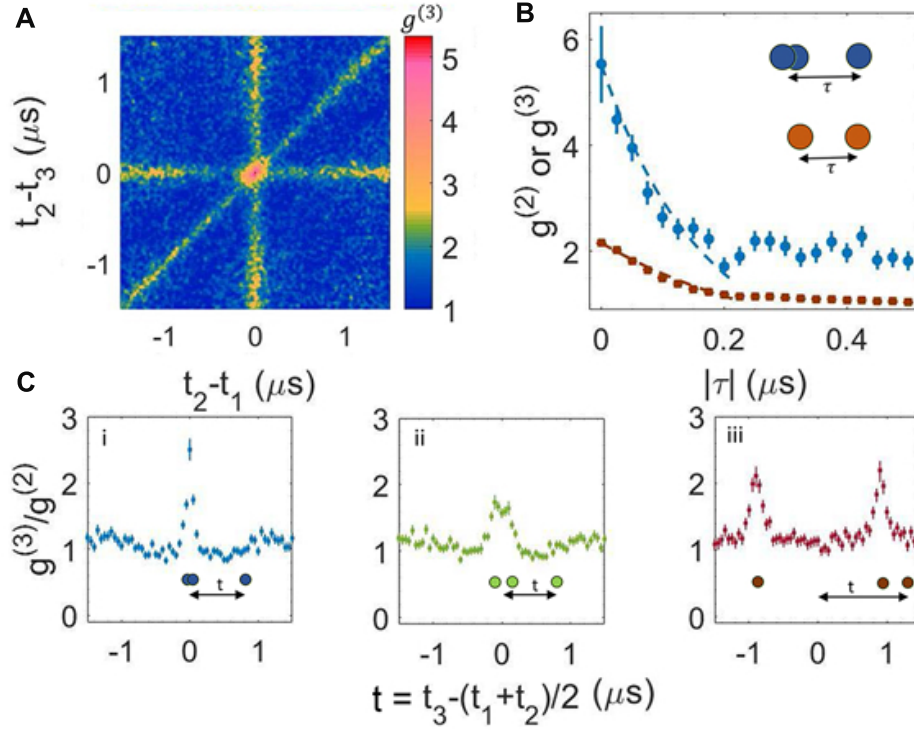 A
g(3)
1
0
-1
t2-t3 (μs)
-1
0
1
t2-t1 (μs)
5
4
3
2
1
B
6
4
2
g(2) or g(3)
τ
τ
0
0.2
0.4
|τ| (μs)
C
3
2
1
0
g(3)/g(2)
i
t
-1
0
1
3
2
1
0
ii
t
-1
0
1
3
2
1
0
iii
t
-1
0
1
t = t3-(t1+t2)/2 (μs)